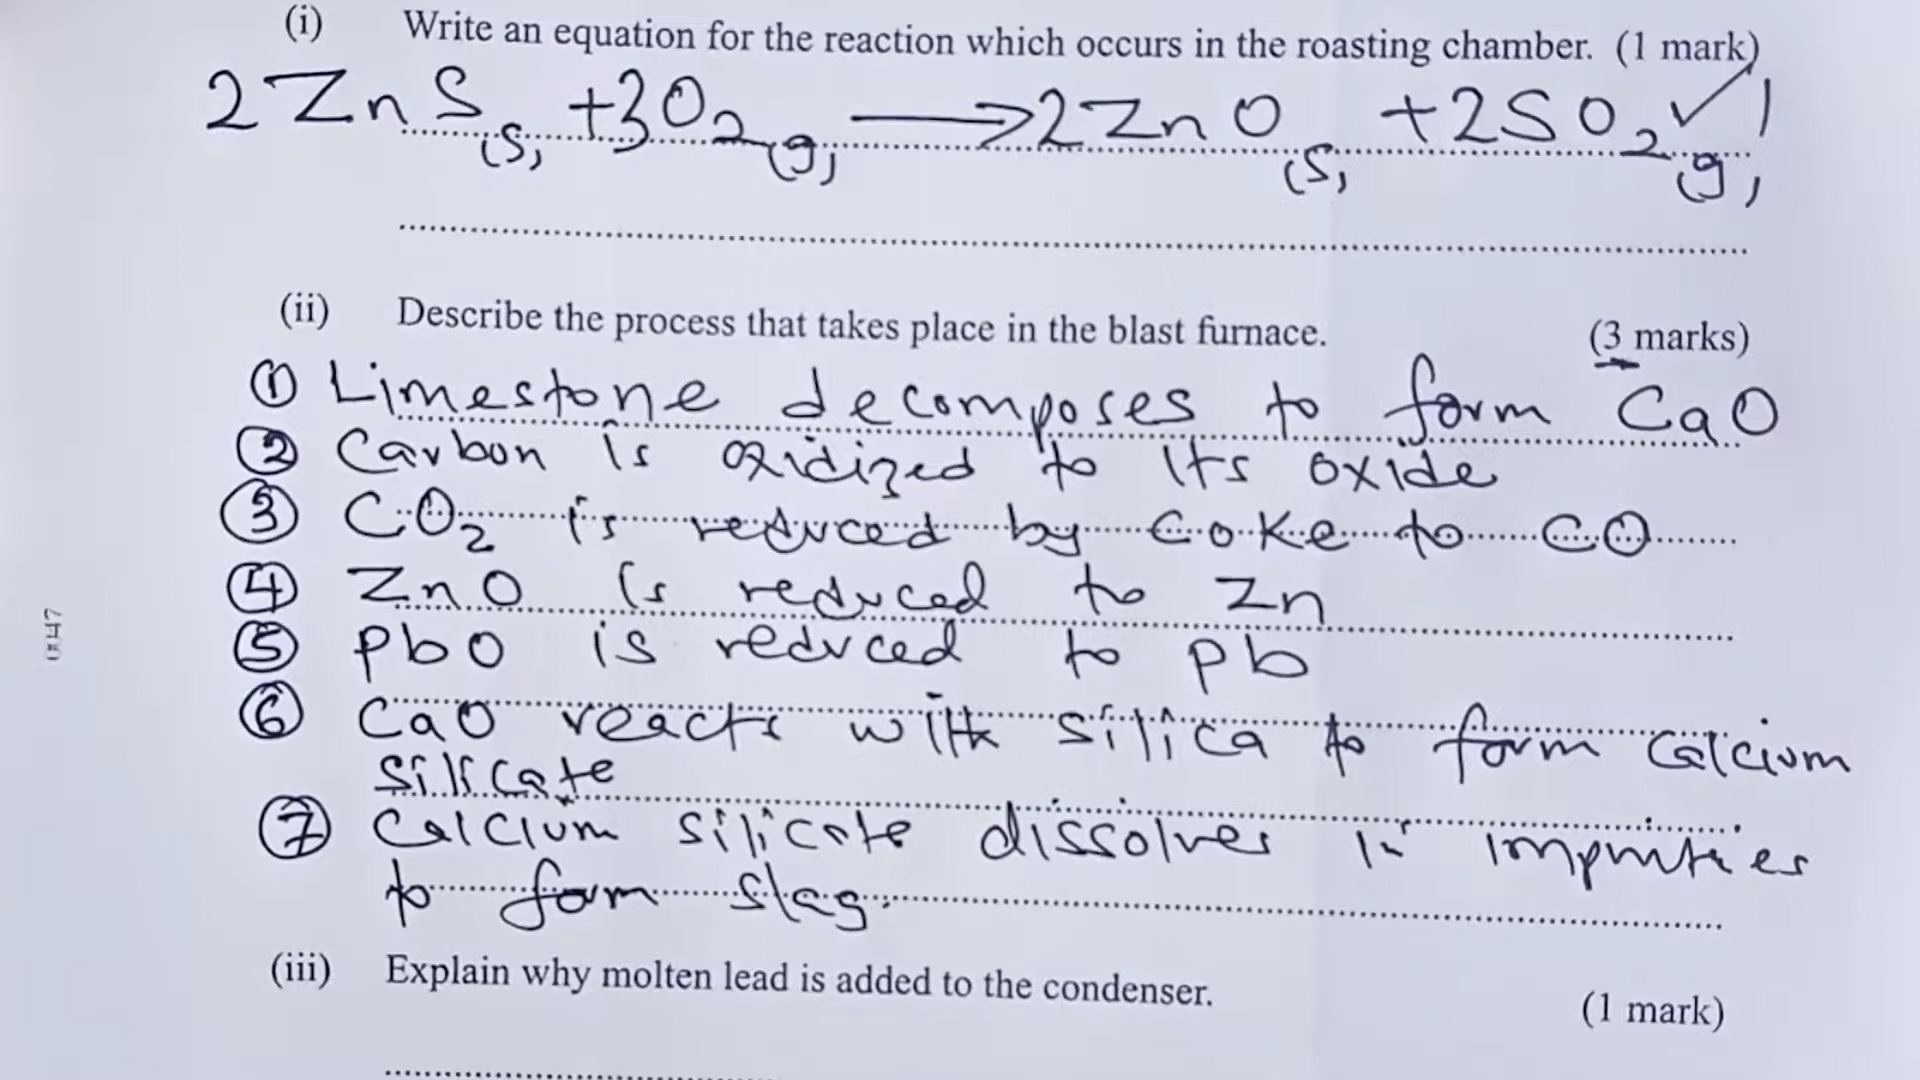 (i) Write an equation for the reaction which occurs in the roasting chamber. (1 mark)
2ZnS(s) + 3O2(g) → 2ZnO(s) + 2SO2(g) ✓1
(ii) Describe the process that takes place in the blast furnace. (3 marks)
① Limestone decomposes to form CaO
② Carbon is oxidized to its oxide
③ CO2 is reduced by coke to CO
④ ZnO is reduced to Zn
⑤ PbO is reduced to Pb
⑥ CaO reacts with silica to form calcium
silicate
⑦ Calcium silicate dissolves in impurities
to form slag.
(iii) Explain why molten lead is added to the condenser. (1 mark)